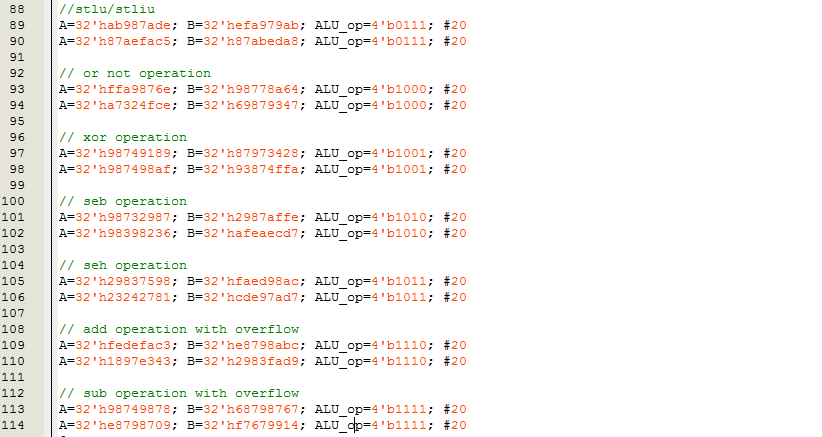 88 //stlu/stliu
89 A=32'hab987ade; B=32'hefa979ab; ALU_op=4'b0111; #20
90 A=32'h87aefac5; B=32'h87abeda8; ALU_op=4'b0111; #20
91
92 // or not operation
93 A=32'hffa9876e; B=32'h98778a64; ALU_op=4'b1000; #20
94 A=32'ha7324fce; B=32'h69879347; ALU_op=4'b1000; #20
95
96 // xor operation
97 A=32'h98749189; B=32'h87973428; ALU_op=4'b1001; #20
98 A=32'h987498af; B=32'h93874ffa; ALU_op=4'b1001; #20
99
100 // seb operation
101 A=32'h98732987; B=32'h2987affe; ALU_op=4'b1010; #20
102 A=32'h98398236; B=32'hafeaecd7; ALU_op=4'b1010; #20
103
104 // seh operation
105 A=32'h29837598; B=32'hfaed98ac; ALU_op=4'b1011; #20
106 A=32'h23242781; B=32'hcde97ad7; ALU_op=4'b1011; #20
107
108 // add operation with overflow
109 A=32'hfedefac3; B=32'he8798abc; ALU_op=4'b1110; #20
110 A=32'h1897e343; B=32'h2983fad9; ALU_op=4'b1110; #20
111
112 // sub operation with overflow
113 A=32'h98749878; B=32'h68798767; ALU_op=4'b1111; #20
114 A=32'he8798709; B=32'hf7679914; ALU_op=4'b1111; #20